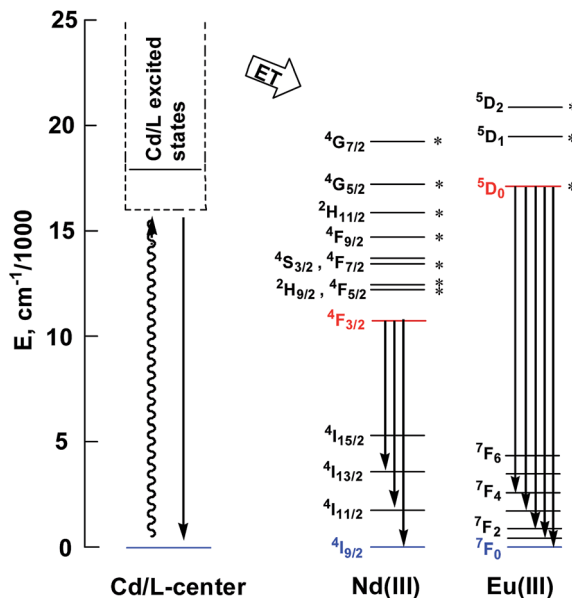 25
20
15
10
5
0
E, cm⁻¹/1000
Cd/L excited
states
ET
⁴G₇/₂ *
⁴G₅/₂ *
²H₁₁/₂ *
⁴F₉/₂ *
⁴S₃/₂ , ⁴F₇/₂ *
²H₉/₂ , ⁴F₅/₂ *
*
⁴F₃/₂
⁴I₁₅/₂
⁴I₁₃/₂
⁴I₁₁/₂
⁴I₉/₂
⁵D₂ *
⁵D₁ *
⁵D₀ *
⁷F₆
⁷F₄
⁷F₂
⁷F₀
Cd/L-center
Nd(III)
Eu(III)